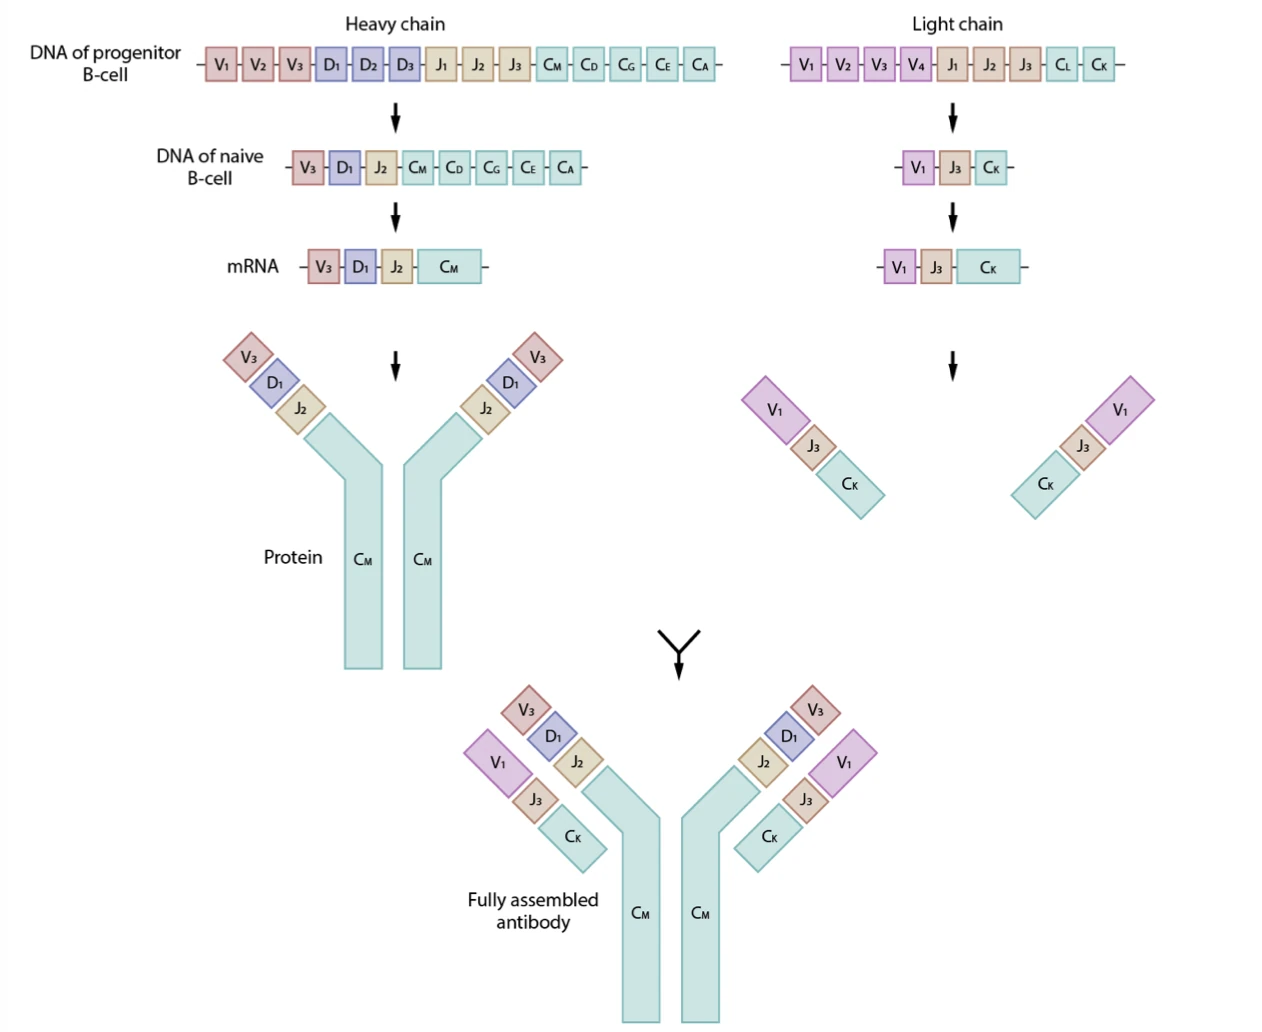 Heavy chain
Light chain
DNA of progenitor
B-cell
V1 V2 V3 D1 D2 D3 J1 J2 J3 CM CD CG CE CA
V1 V2 V3 V4 J1 J2 J3 CL CK
DNA of naive
B-cell
V3 D1 J2 CM CD CG CE CA
V1 J3 CK
mRNA
V3 D1 J2 CM
V1 J3 CK
V3
D1
J2
V3
D1
J2
V1
J3
CK
V1
J3
CK
Protein
CM
CM
V3
D1
J2
V1
J3
CK
V3
D1
J2
V1
J3
CK
Fully assembled
antibody
CM
CM